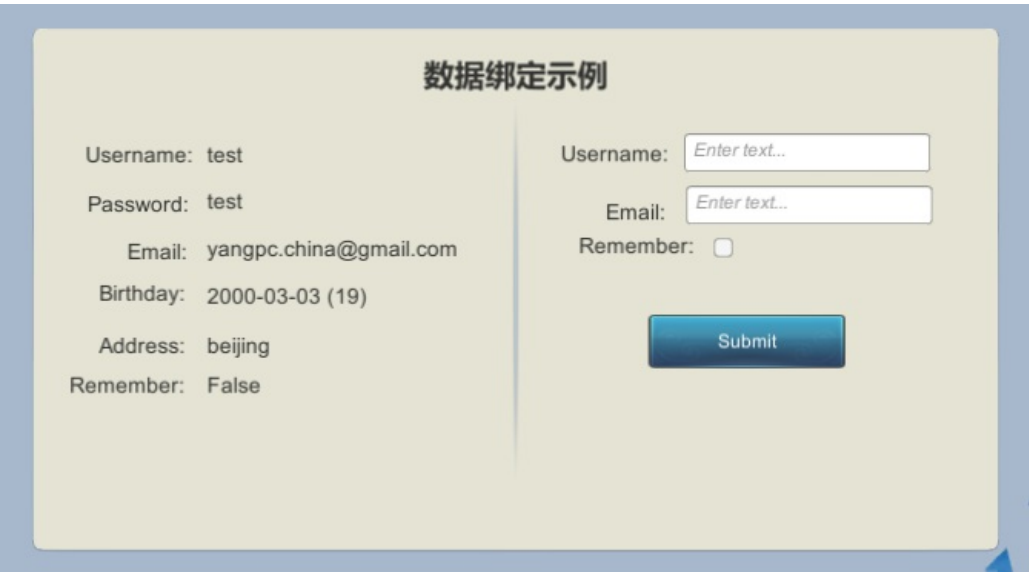 数据绑定示例
Username: test
Password: test
Email: yangpc.china@gmail.com
Birthday: 2000-03-03 (19)
Address: beijing
Remember: False
Username: Enter text...
Email: Enter text...
Remember:
Submit